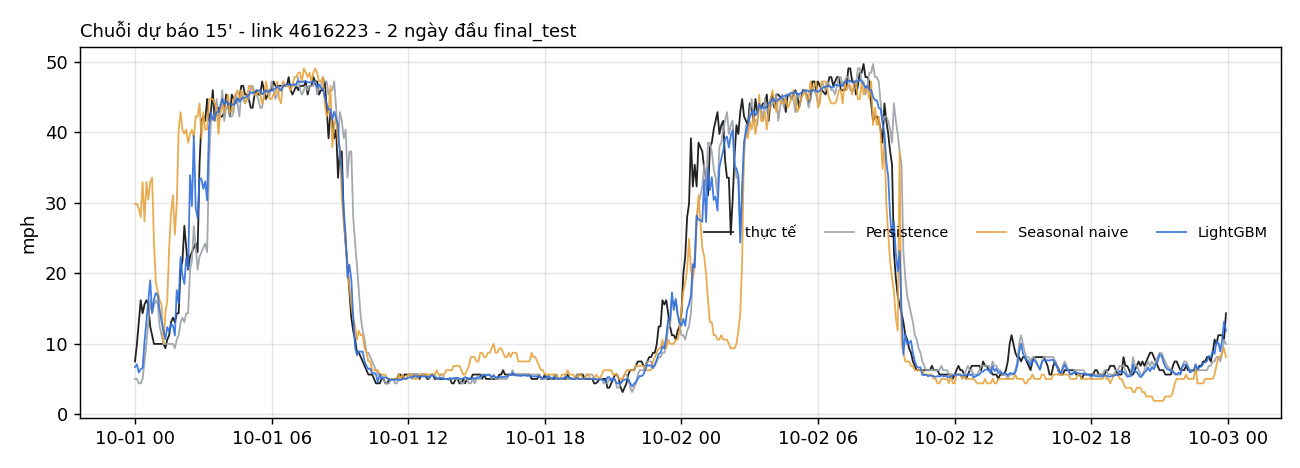 Chuỗi dự báo 15' - link 4616223 - 2 ngày đầu final_test
mph
50
40
30
20
10
0
thực tế Persistence Seasonal naive LightGBM
10-01 00 10-01 06 10-01 12 10-01 18 10-02 00 10-02 06 10-02 12 10-02 18 10-03 00